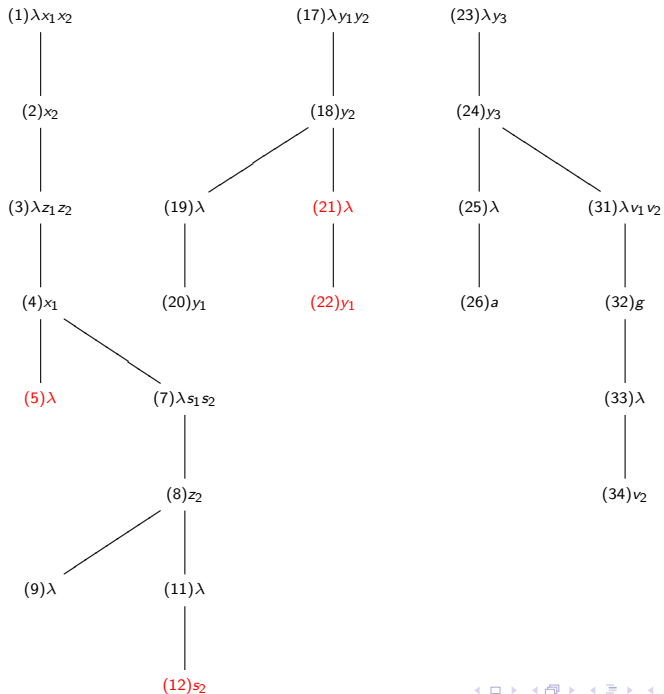 (1)λx₁x₂ (17)λy₁y₂ (23)λy₃
(2)x₂ (18)y₂ (24)y₃
(3)λz₁z₂ (19)λ (21)λ (25)λ (31)λv₁v₂
(4)x₁ (20)y₁ (22)y₁ (26)a (32)g
(5)λ (7)λs₁s₂ (33)λ
(8)z₂ (34)v₂
(9)λ (11)λ
(12)s₂